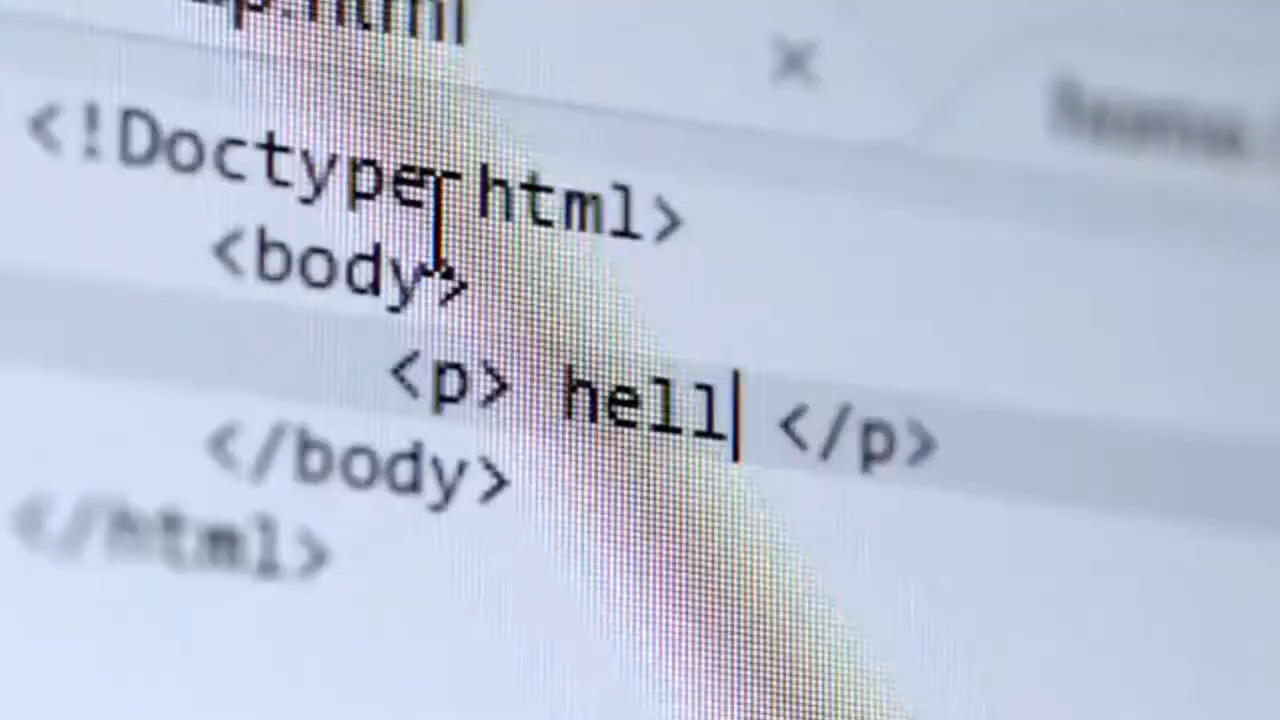 <!Doctype html>
<body>
<p> hell </p>
</body>
</html>